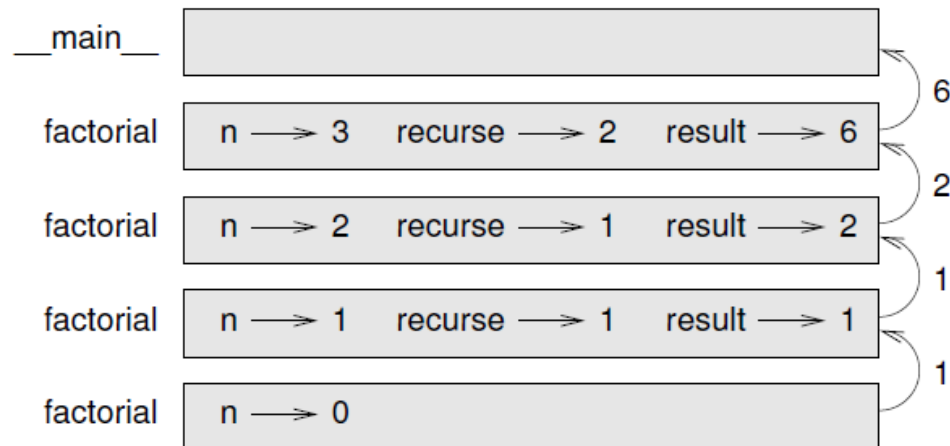 __main__
6
factorial n 3 recurse 2 result 6
2
factorial n 2 recurse 1 result 2
1
factorial n 1 recurse 1 result 1
1
factorial n 0